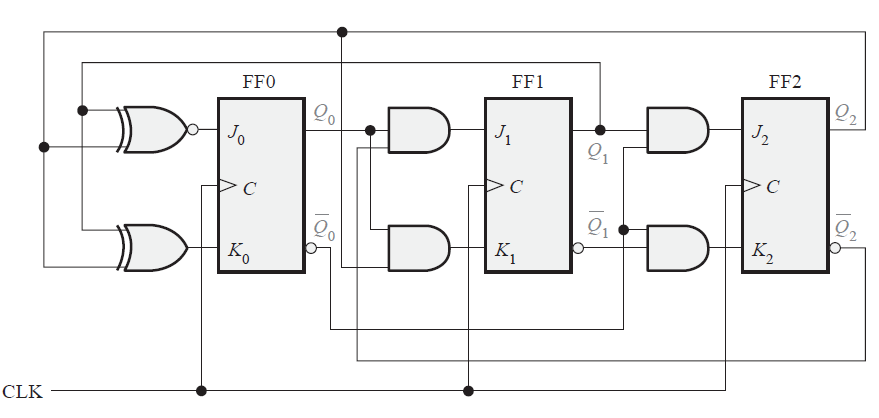 FF0
FF1
FF2
Q₀
Q₂
J₀
J₁
J₂
Q₁
C
C
C
Q̅₀
Q̅₁
Q̅₂
K₀
K₁
K₂
CLK